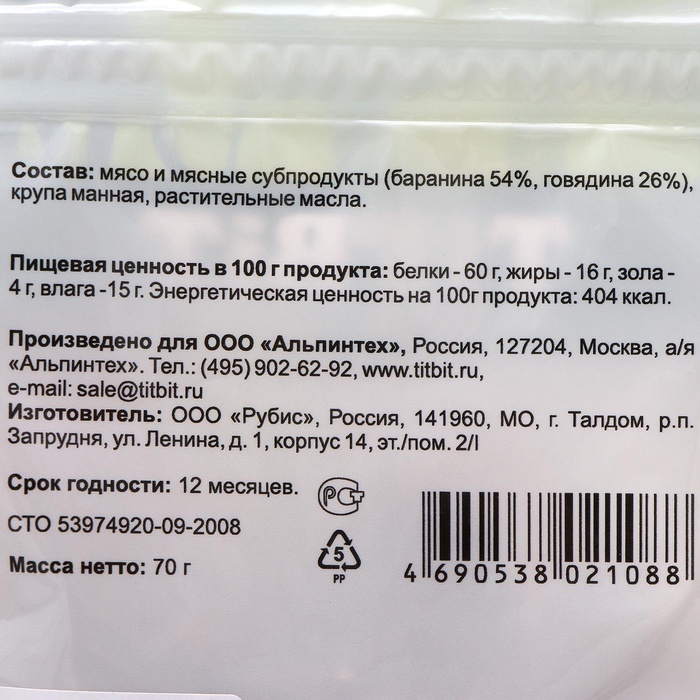 Состав: мясо и мясные субпродукты (баранина 54%, говядина 26%),
крупа манная, растительные масла.
Пищевая ценность в 100 г продукта: белки - 60 г, жиры - 16 г, зола -
4 г, влага -15 г. Энергетическая ценность на 100г продукта: 404 ккал.
Произведено для ООО «Альпинтех», Россия, 127204, Москва, а/я
«Альпинтех». Тел.: (495) 902-62-92, www.titbit.ru,
e-mail: sale@titbit.ru
Изготовитель: ООО «Рубис», Россия, 141960, МО, г. Талдом, р.п.
Запрудня, ул. Ленина, д. 1, корпус 14, эт./пом. 2/I
Срок годности: 12 месяцев.
РСТ
СТО 53974920-09-2008
5
PP
Масса нетто: 70 г
4 690538 021088